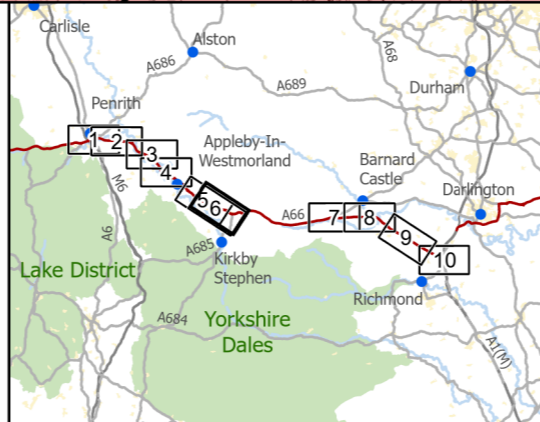 Carlisle
Alston
A686
A689
A68
Durham
Penrith
Appleby-In-
Westmorland
Barnard
Castle
Darlington
1
2
3
4
5
6
7
8
9
10
M6
A6
A66
A685
Kirkby
Stephen
Lake District
Richmond
A684
Yorkshire
Dales
A1(M)